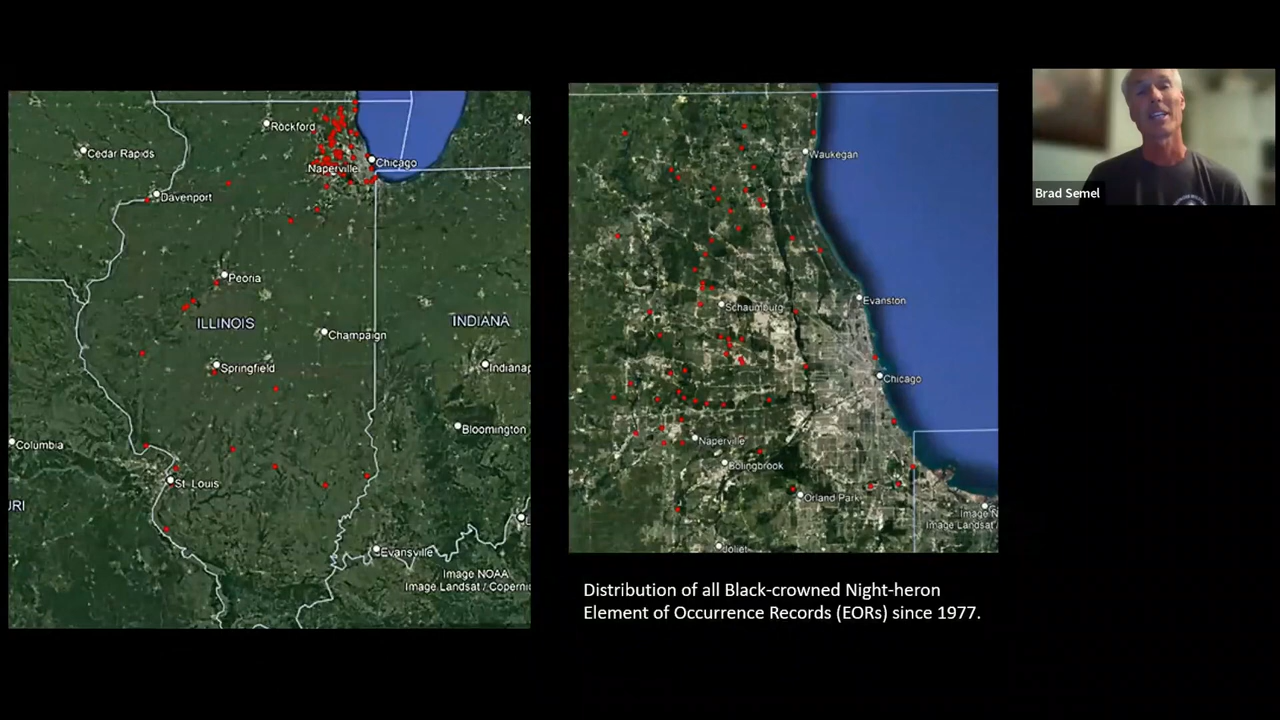 Rockford
Cedar Rapids
Chicago
Naperville
Davenport
Peoria
ILLINOIS
INDIANA
Champaign
Springfield
Indianap
Columbia
Bloomington
St. Louis
Evansville
Image NOAA
Image Landsat / Copernic
Waukegan
Evanston
Schaumburg
Chicago
Naperville
Bolingbrook
Orland Park
Image N
Image Landsat /
Joliet
Distribution of all Black-crowned Night-heron
Element of Occurrence Records (EORs) since 1977.
Brad Semel